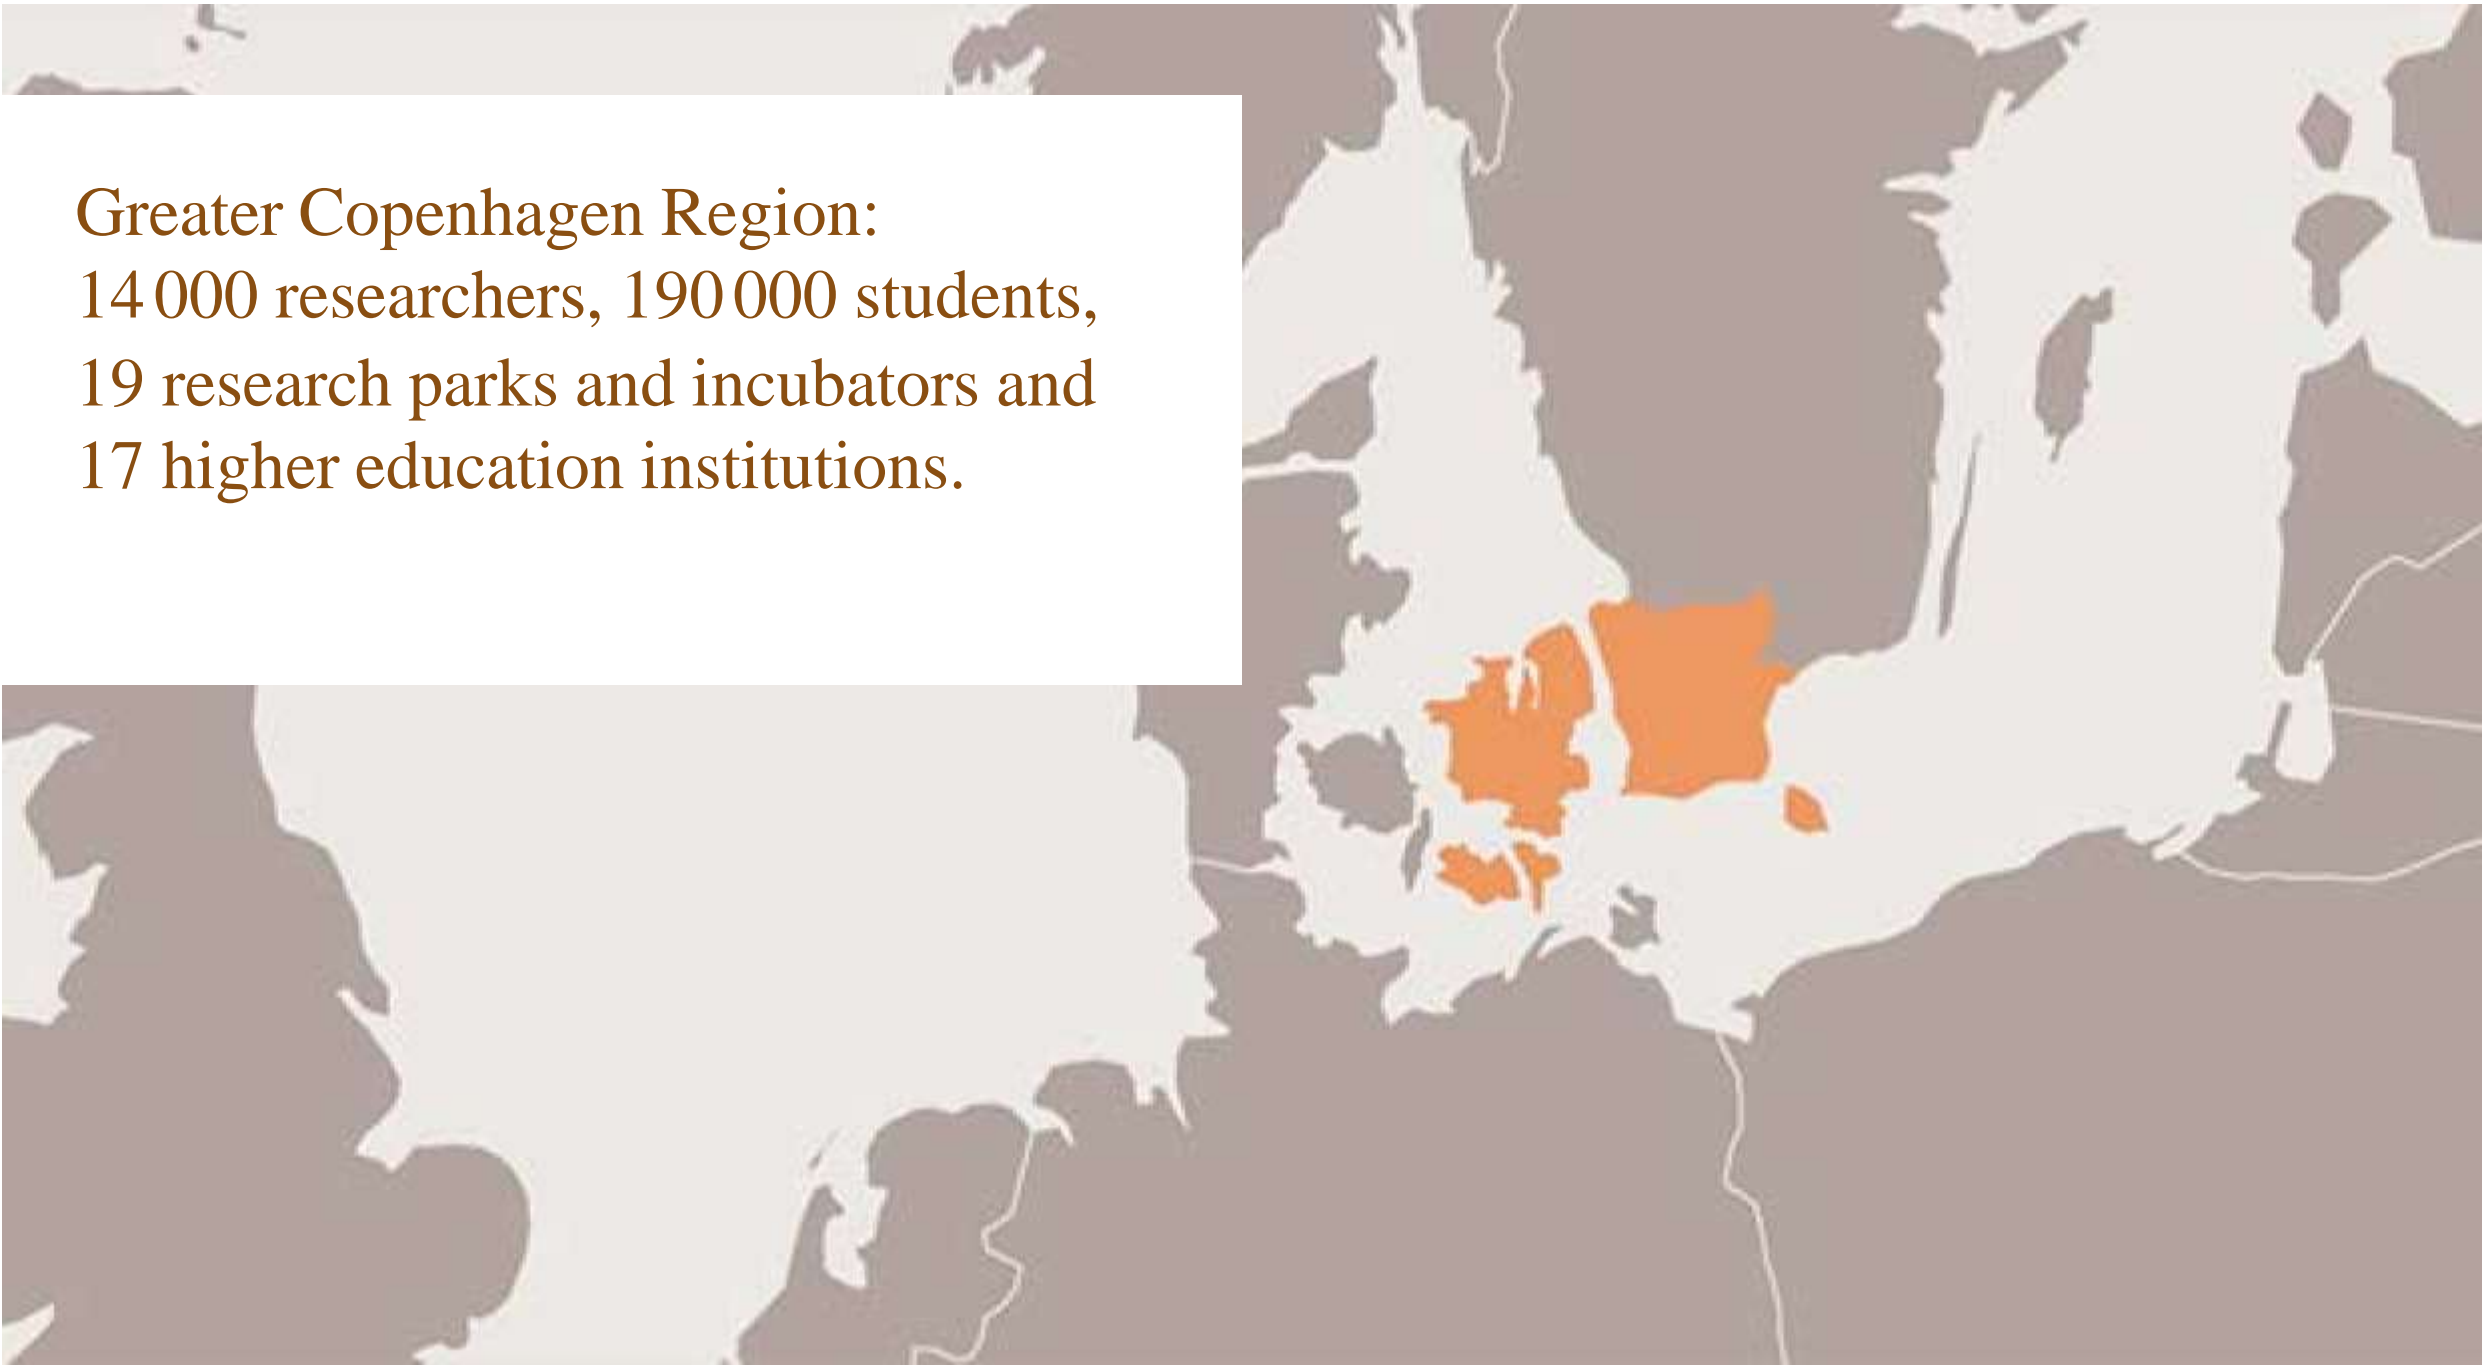 Greater Copenhagen Region:
14 000 researchers, 190 000 students,
19 research parks and incubators and
17 higher education institutions.